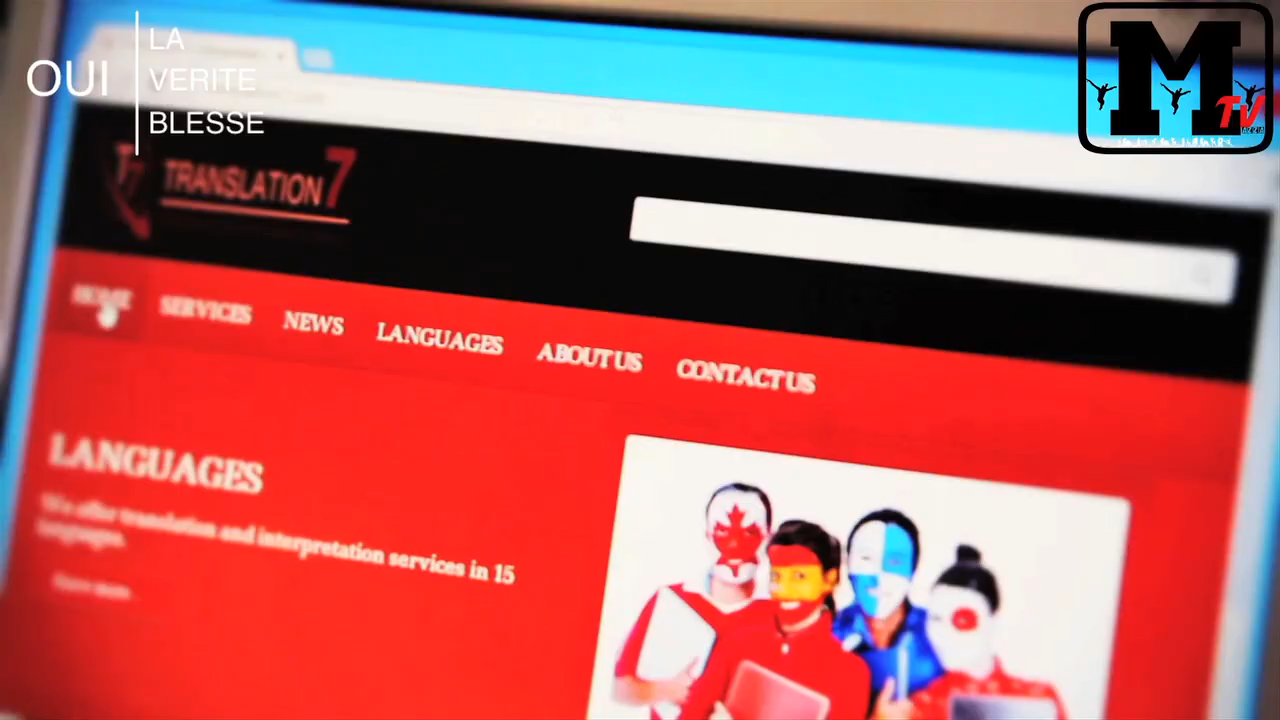 OUI
LA
VERITE
BLESSE
M
TV
TRANSLATION 7
HOME
SERVICES
NEWS
LANGUAGES
ABOUT US
CONTACT US
LANGUAGES
We offer translation and interpretation services in 15
languages.